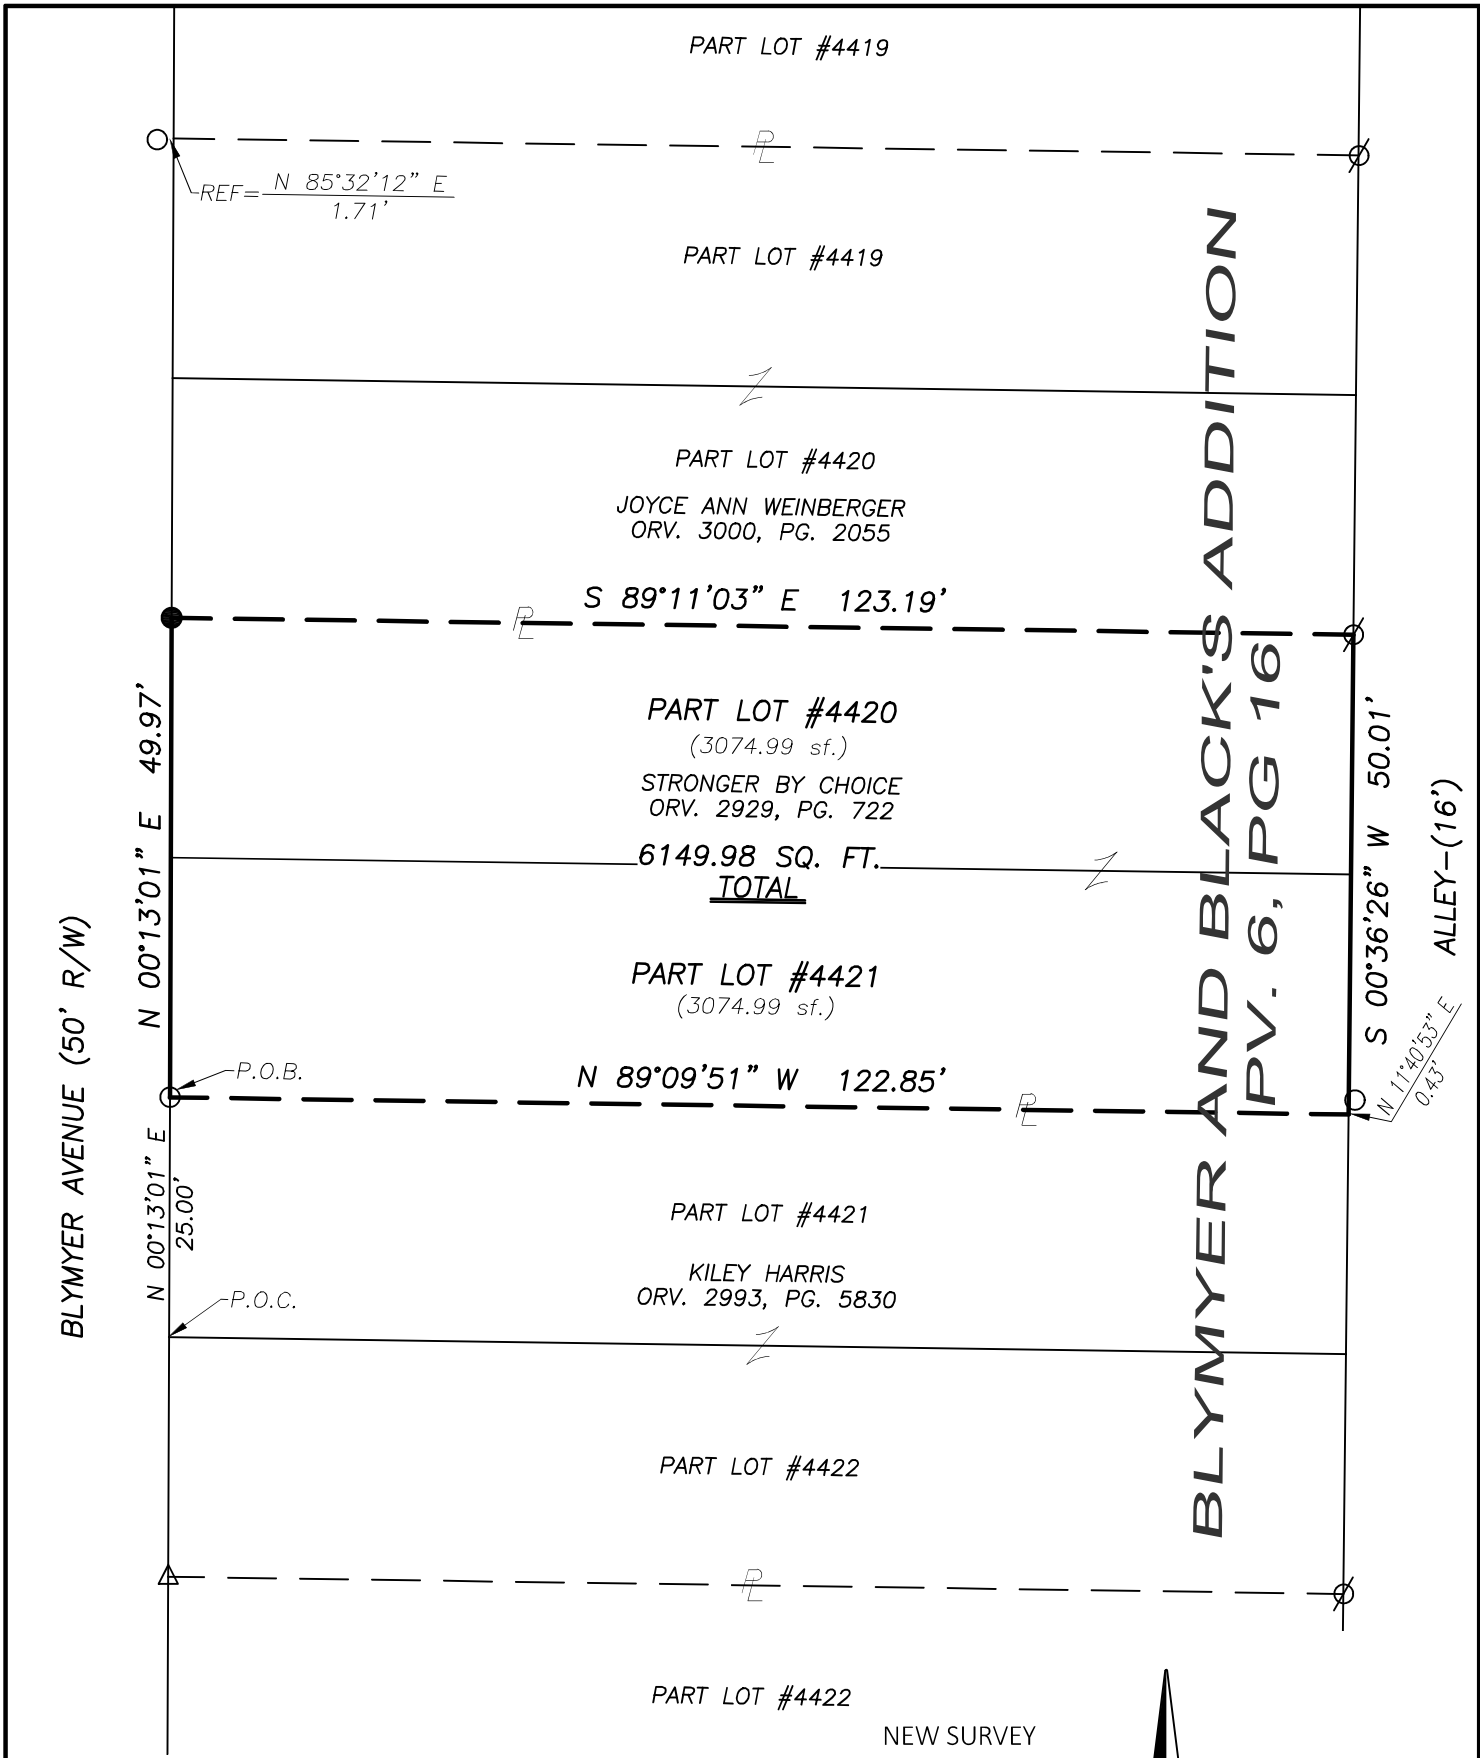 PART LOT #4419
PL
REF=
N 85°32'12" E
1.71'
PART LOT #4419
PART LOT #4420
JOYCE ANN WEINBERGER
ORV. 3000, PG. 2055
S 89°11'03" E 123.19'
PL
PART LOT #4420
(3074.99 sf.)
STRONGER BY CHOICE
ORV. 2929, PG. 722
6149.98 SQ. FT.
TOTAL
N 00°13'01" E 49.97'
S 00°36'26" W 50.01'
ALLEY-(16')
BLYMYER AVENUE (50' R/W)
BLYMYER AND BLACK'S ADDITION
PV. 6, PG 16
PART LOT #4421
(3074.99 sf.)
N 11°40'53" E
0.43'
P.O.B.
N 89°09'51" W 122.85'
PL
N 00°13'01" E
25.00'
PART LOT #4421
KILEY HARRIS
ORV. 2993, PG. 5830
P.O.C.
PART LOT #4422
PL
PART LOT #4422
NEW SURVEY